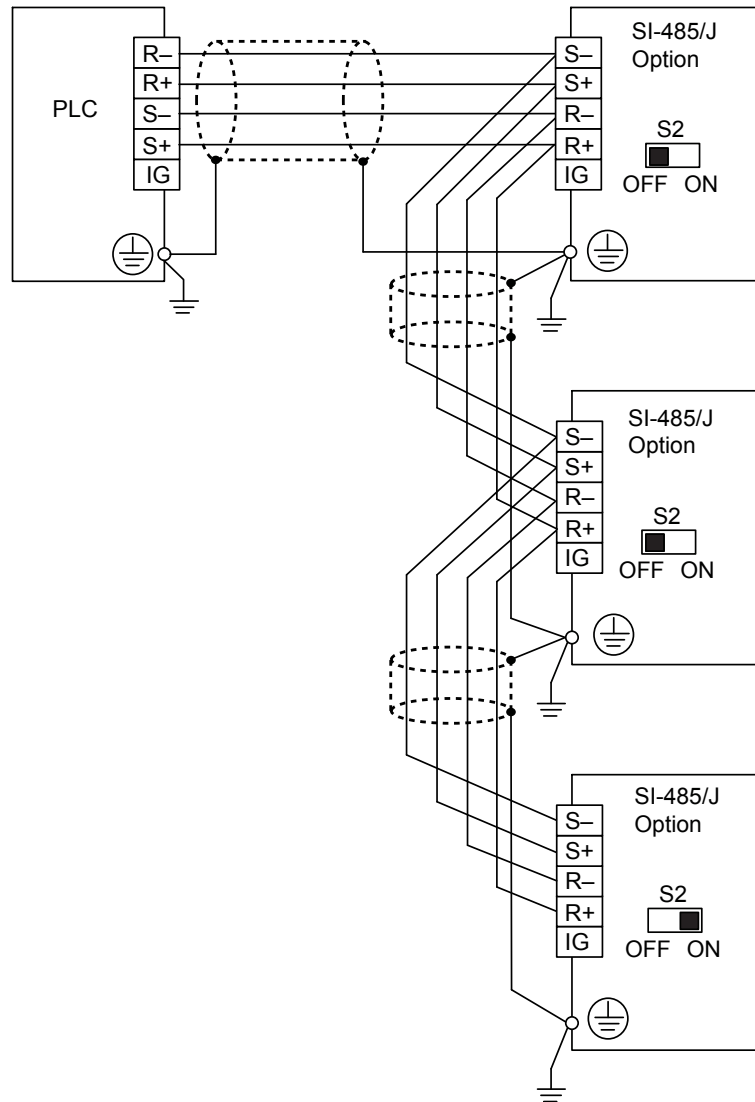 PLC
R–
R+
S–
S+
IG
SI-485/J
Option
S–
S+
R–
R+
IG
S2
OFF ON
SI-485/J
Option
S–
S+
R–
R+
IG
S2
OFF ON
SI-485/J
Option
S–
S+
R–
R+
IG
S2
OFF ON